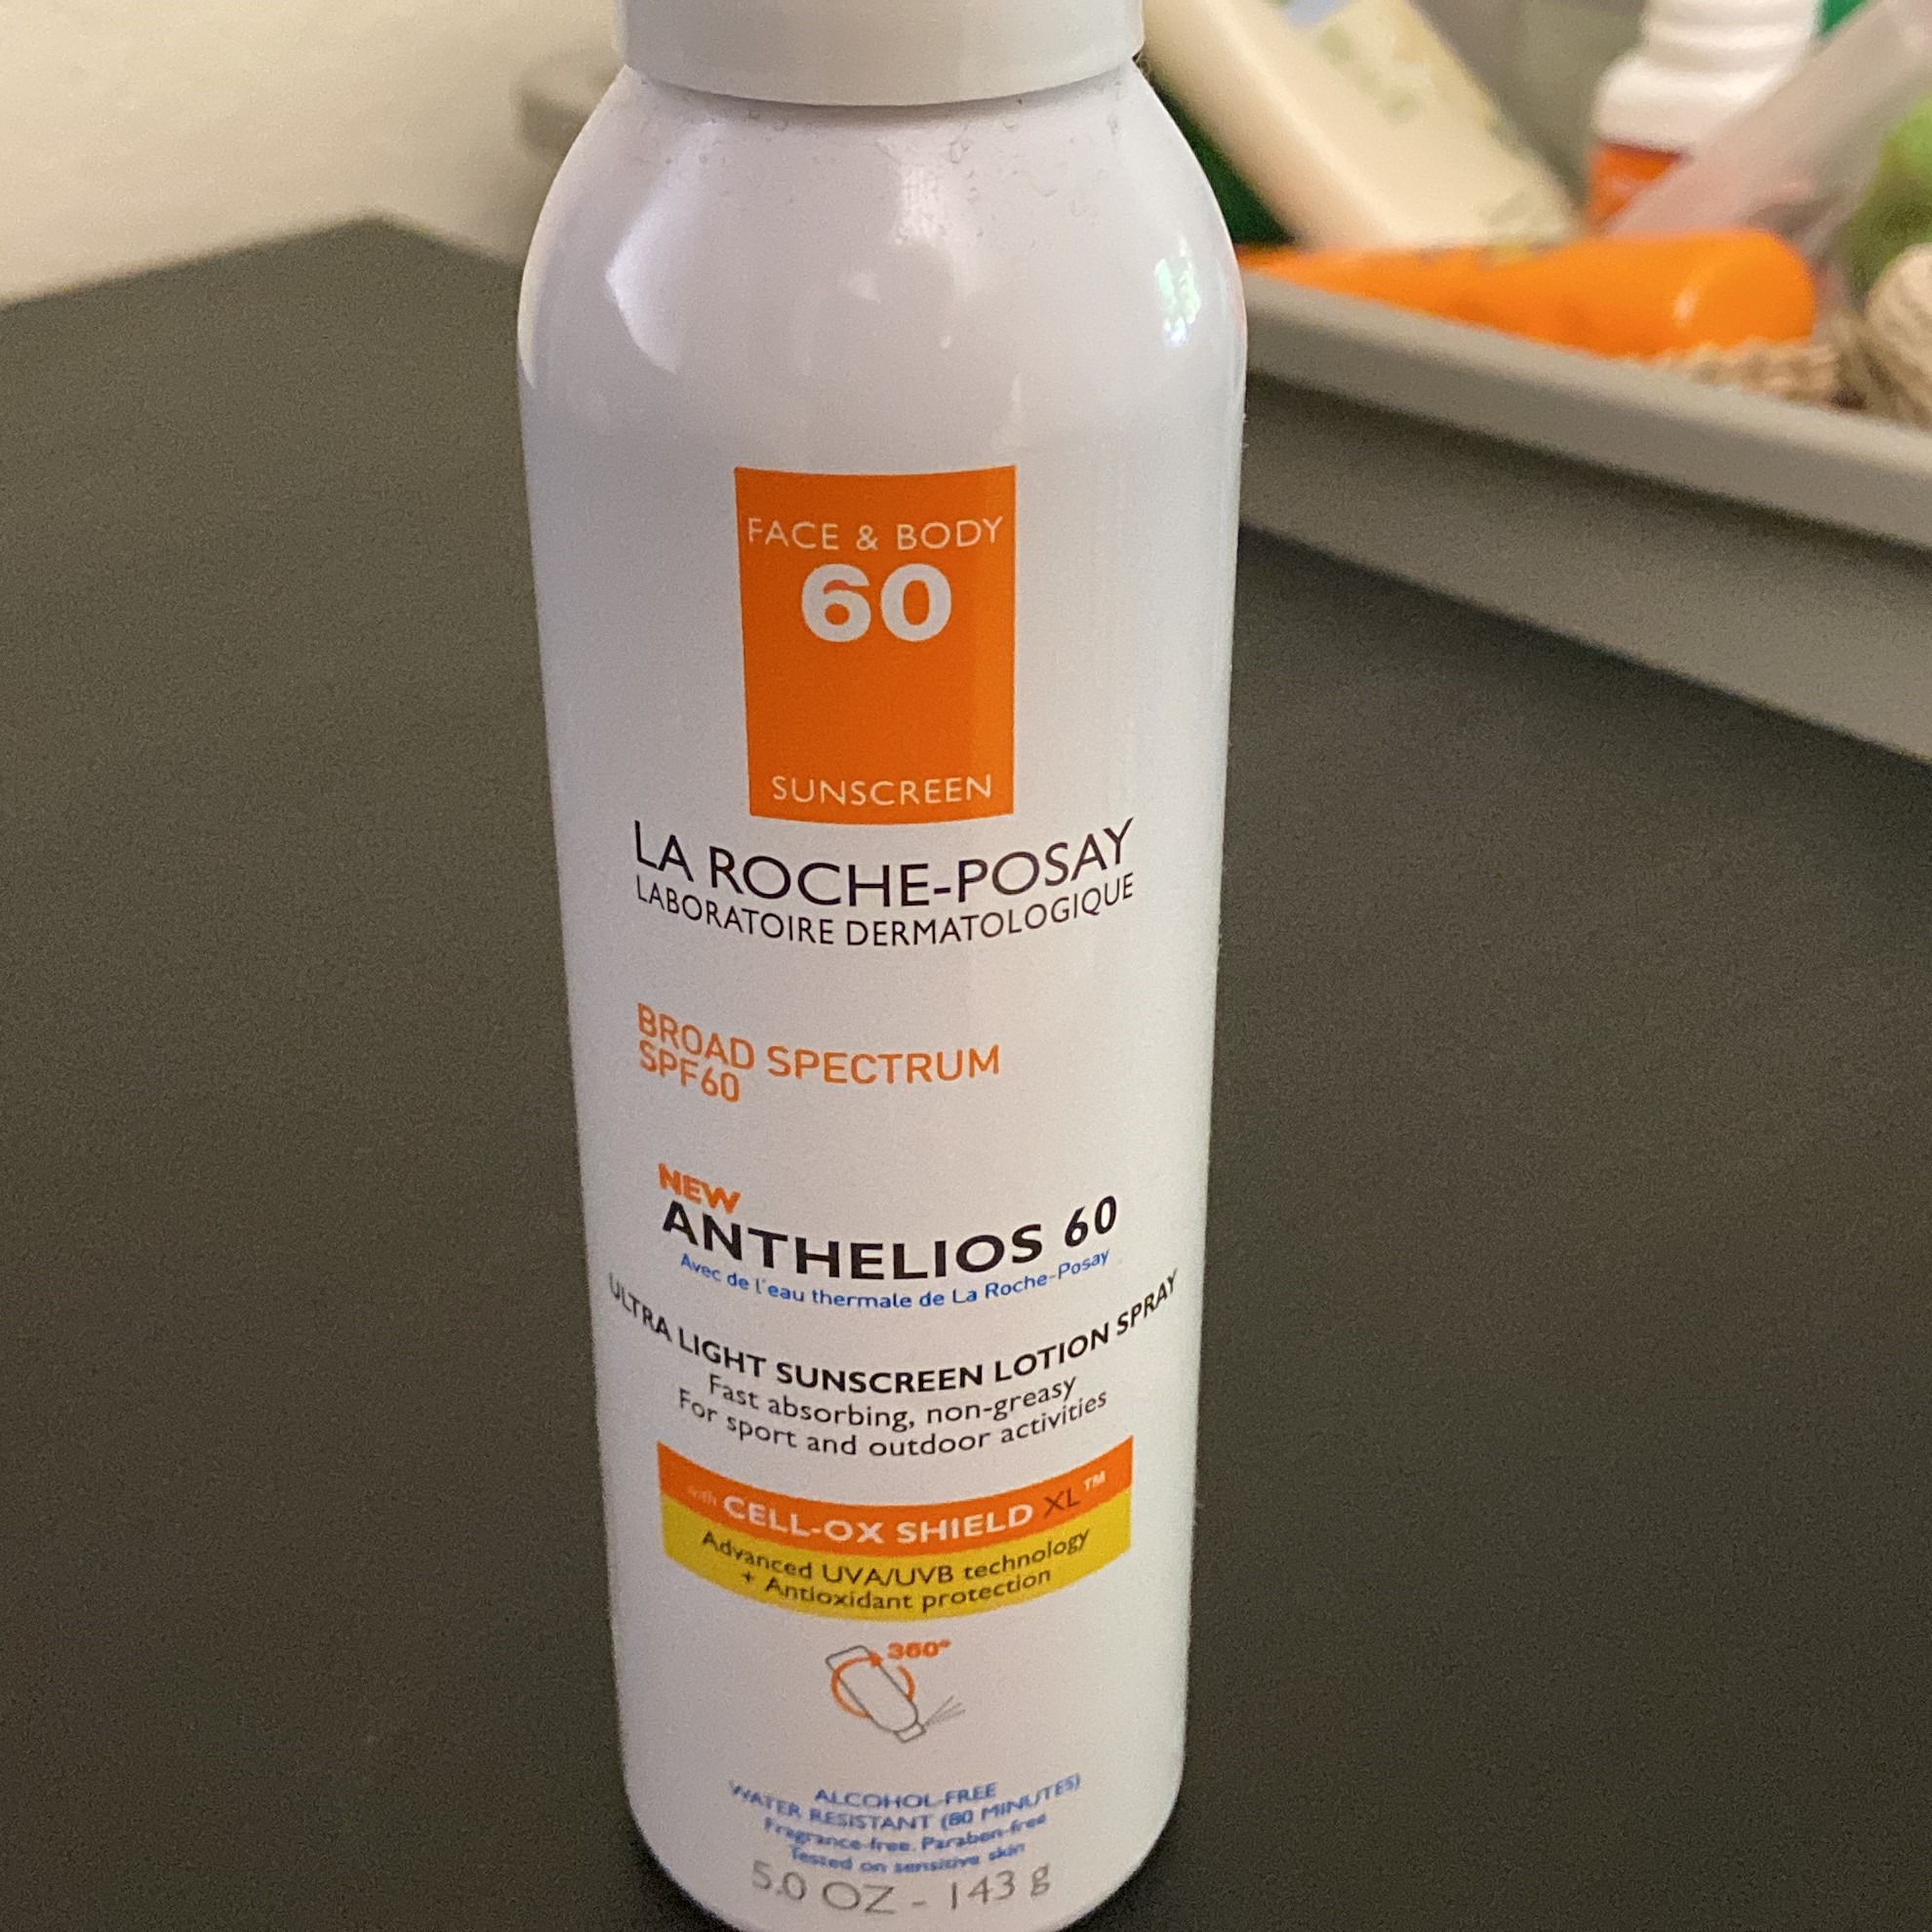 FACE & BODY
60
SUNSCREEN
LA ROCHE-POSAY
LABORATOIRE DERMATOLOGIQUE
BROAD SPECTRUM
SPF60
NEW
ANTHELIOS 60
Avec de l'eau thermale de La Roche-Posay
ULTRA LIGHT SUNSCREEN LOTION SPRAY
Fast absorbing, non-greasy
For sport and outdoor activities
with CELL-OX SHIELD XL™
Advanced UVA/UVB technology
+ Antioxidant protection
360°
ALCOHOL-FREE
WATER RESISTANT (80 MINUTES)
Fragrance-free. Paraben-free
Tested on sensitive skin
5.0 OZ - 143 g